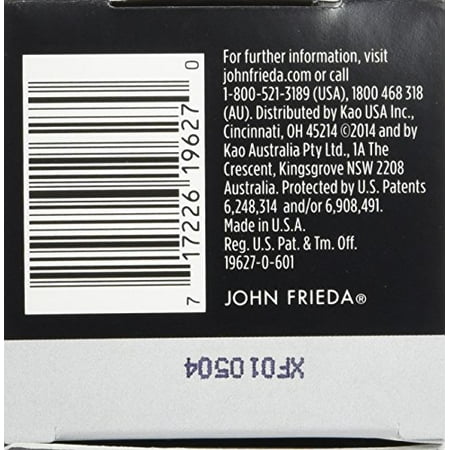 7 17226 19627 0
For further information, visit
johnfrieda.com or call
1-800-521-3189 (USA), 1800 468 318
(AU). Distributed by Kao USA Inc.,
Cincinnati, OH 45214 ©2014 and by
Kao Australia Pty Ltd., 1A The
Crescent, Kingsgrove NSW 2208
Australia. Protected by U.S. Patents
6,248,314 and/or 6,908,491.
Made in U.S.A.
Reg. U.S. Pat. & Tm. Off.
19627-0-601
JOHN FRIEDA®
XF010504